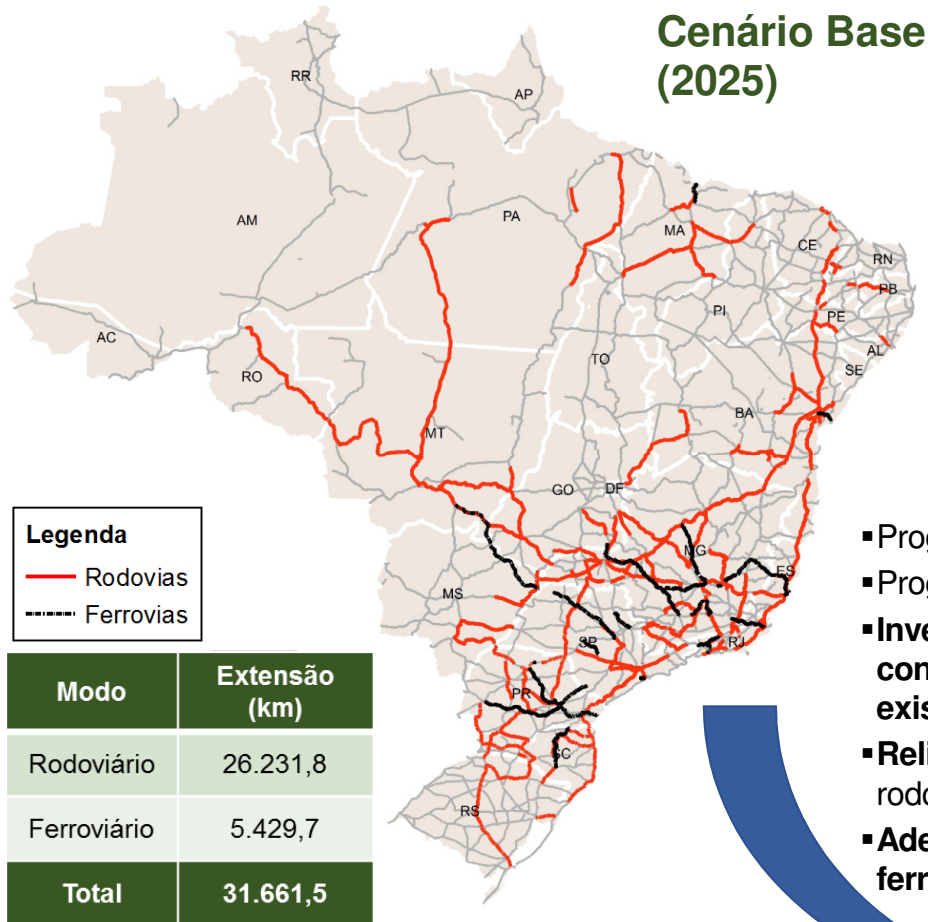 Cenário Base
(2025)
RR
AP
AM
PA
MA
CE
RN
PB
PI
PE
AC
AL
TO
SE
RO
BA
MT
GO
DF
MG
ES
MS
SP
RJ
PR
SC
RS
Legenda
Rodovias
Ferrovias
Modo
Extensão
(km)
Rodoviário
26.231,8
Ferroviário
5.429,7
Total
31.661,5
▪Prog
▪Prog
▪Inve
con
exis
▪Reli
rodo
▪Ade
ferr